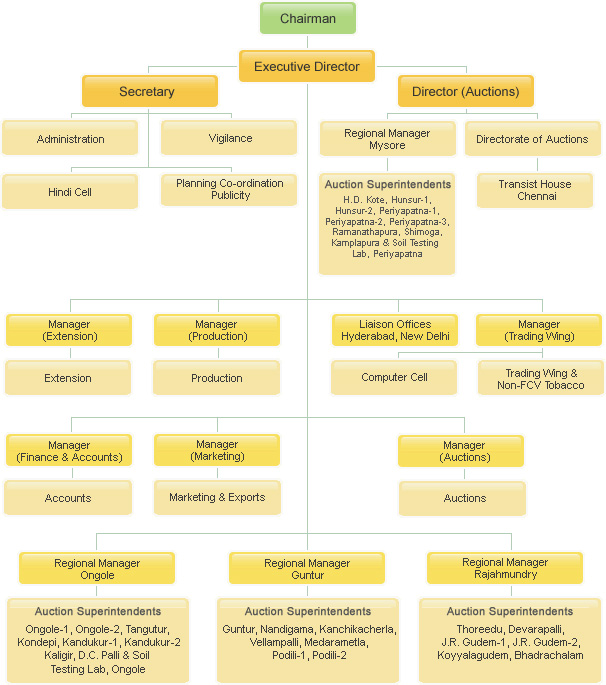 Chairman
Executive Director
Secretary
Director (Auctions)
Administration
Vigilance
Regional Manager
Mysore
Directorate of Auctions
Hindi Cell
Planning Co-ordination
Publicity
Auction Superintendents
H.D. Kote, Hunsur-1,
Hunsur-2, Periyapatna-1,
Periyapatna-2, Periyapatna-3,
Ramanathapura, Shimoga,
Kamplapura & Soil Testing
Lab, Periyapatna
Transist House
Chennai
Manager
(Extension)
Manager
(Production)
Liaison Offices
Hyderabad, New Delhi
Manager
(Trading Wing)
Extension
Production
Computer Cell
Trading Wing &
Non-FCV Tobacco
Manager
(Finance & Accounts)
Manager
(Marketing)
Manager
(Auctions)
Accounts
Marketing & Exports
Auctions
Regional Manager
Ongole
Regional Manager
Guntur
Regional Manager
Rajahmundry
Auction Superintendents
Ongole-1, Ongole-2, Tangutur,
Kondepi, Kandukur-1, Kandukur-2
Kaligir, D.C. Palli & Soil
Testing Lab, Ongole
Auction Superintendents
Guntur, Nandigama, Kanchikacherla,
Vellampalli, Medarametla,
Podili-1, Podili-2
Auction Superintendents
Thoreedu, Devarapalli,
J.R. Gudem-1, J.R. Gudem-2,
Koyyalagudem, Bhadrachalam